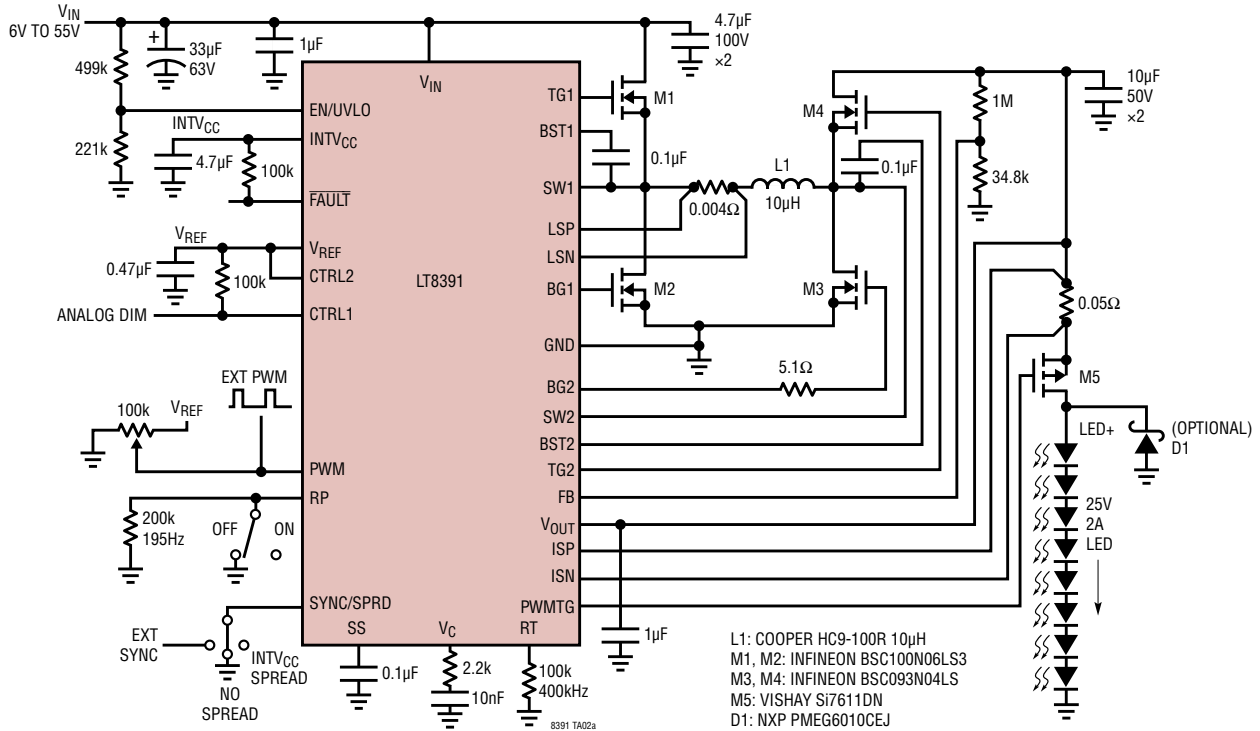 VIN
6V TO 55V
499k
+
33µF
63V
1µF
4.7µF
100V
×2
10µF
50V
×2
221k
INTVCC
4.7µF
100k
VREF
0.47µF
100k
ANALOG DIM
EXT PWM
100k
VREF
200k
195Hz
OFF
ON
EXT
SYNC
INTVCC
SPREAD
NO
SPREAD
VIN
EN/UVLO
INTVCC
FAULT
VREF
CTRL2
CTRL1
LT8391
PWM
RP
SYNC/SPRD
SS
VC
RT
TG1
BST1
SW1
LSP
LSN
BG1
GND
BG2
SW2
BST2
TG2
FB
VOUT
ISP
ISN
PWMTG
0.1µF
2.2k
10nF
100k
400kHz
8391 TA02a
1µF
M1
0.1µF
M2
0.004Ω
L1
10µH
M4
0.1µF
M3
5.1Ω
1M
34.8k
0.05Ω
M5
LED+
(OPTIONAL)
D1
25V
2A
LED
L1: COOPER HC9-100R 10µH
M1, M2: INFINEON BSC100N06LS3
M3, M4: INFINEON BSC093N04LS
M5: VISHAY Si7611DN
D1: NXP PMEG6010CEJ